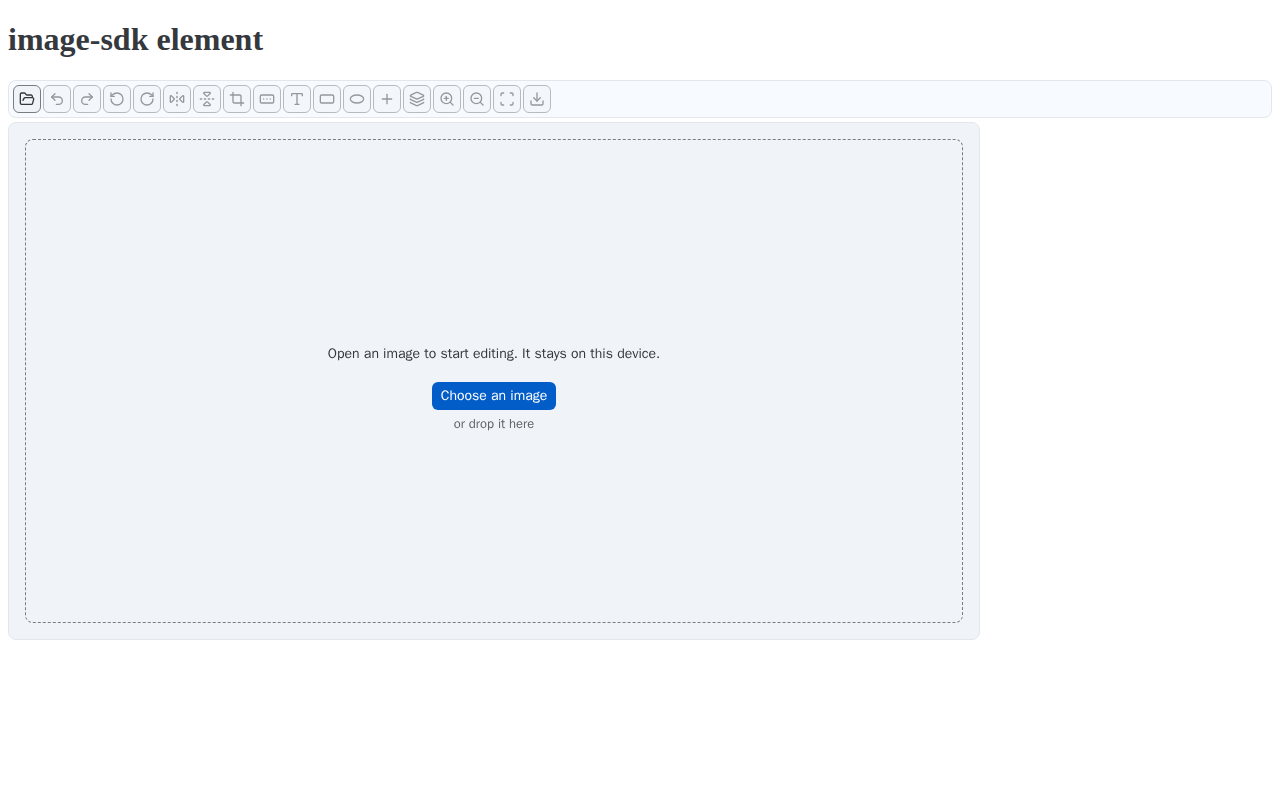 image-sdk element
Open an image to start editing. It stays on this device.
Choose an image
or drop it here